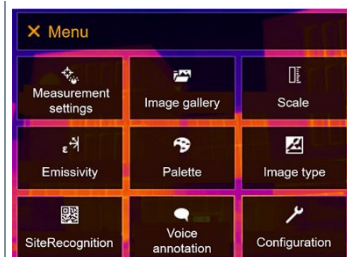 Menu
Measurement
settings
Image gallery
Scale
Emissivity
Palette
Image type
SiteRecognition
Voice
annotation
Configuration